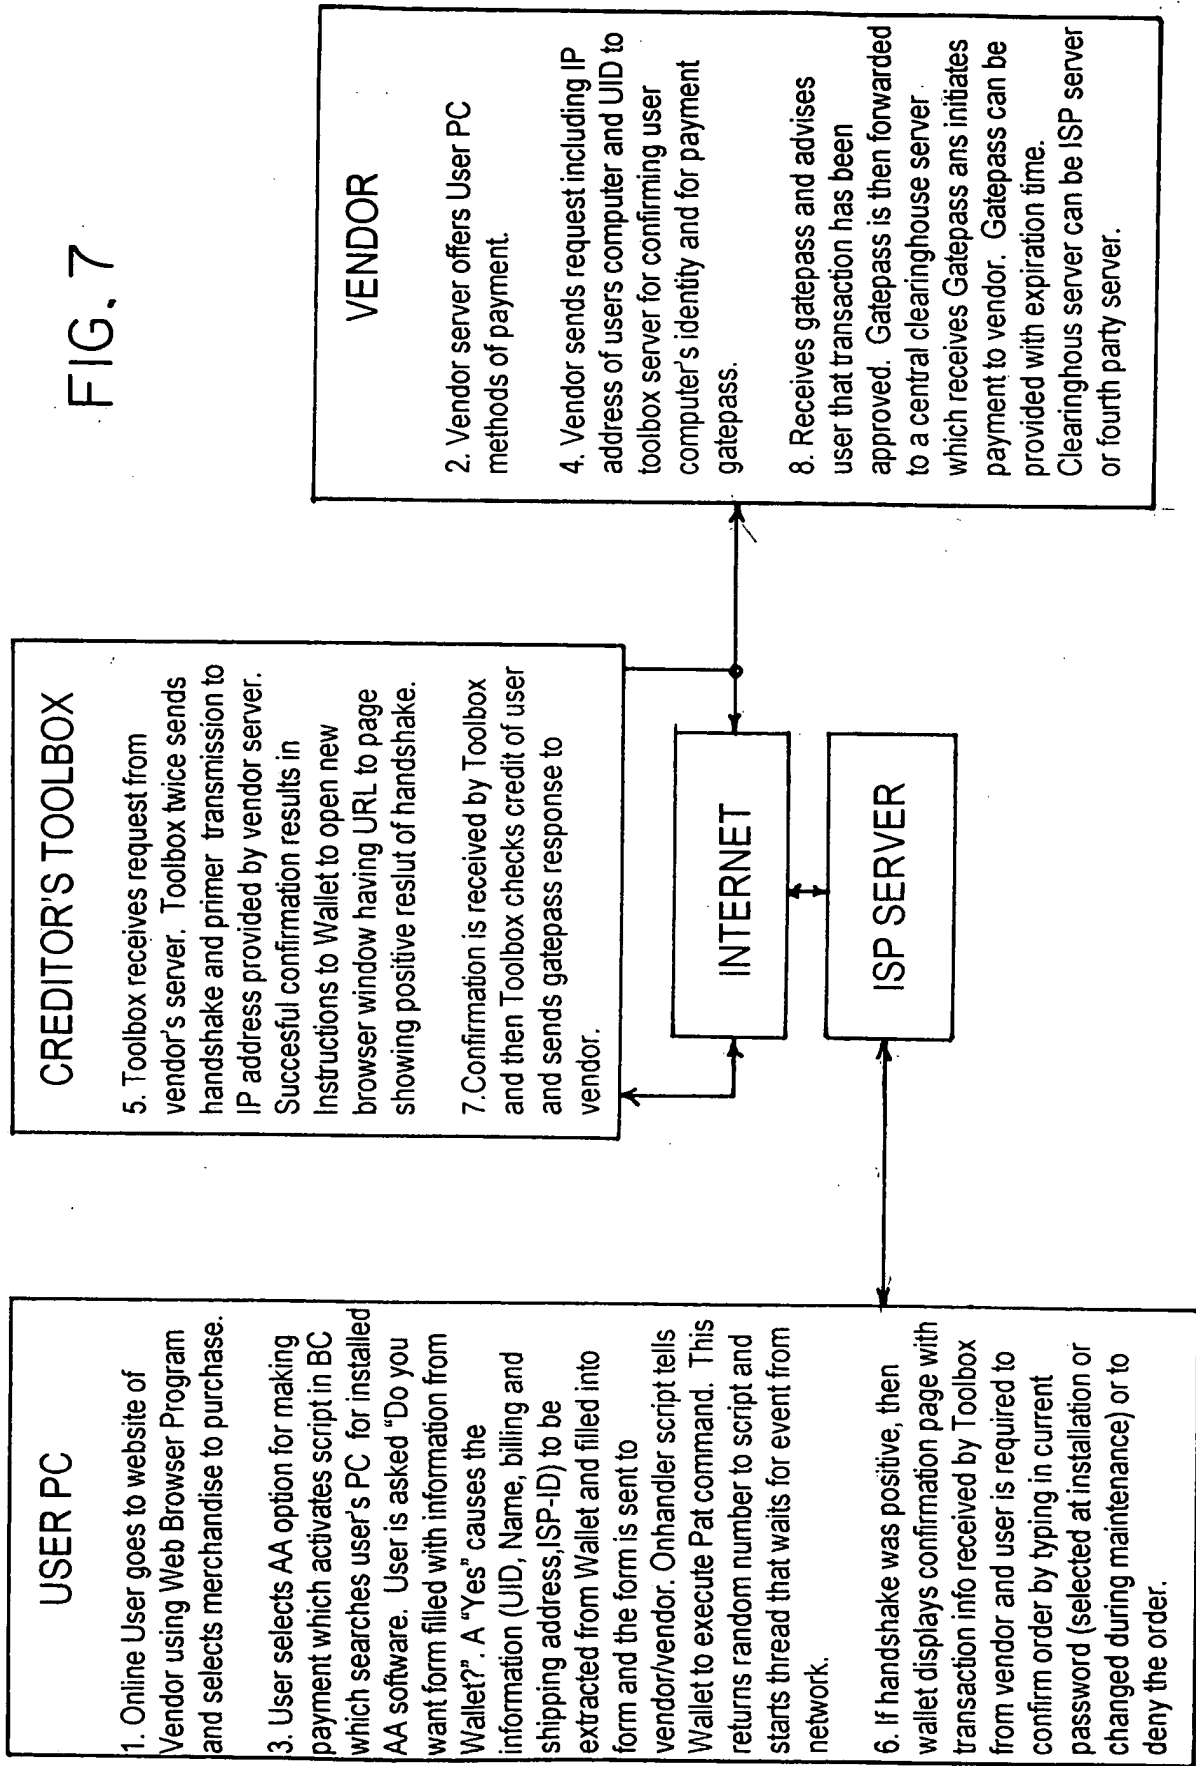 FIG. 7
USER PC
1. Online User goes to website of
Vendor using Web Browser Program
and selects merchandise to purchase.
3. User selects AA option for making
payment which activates script in BC
which searches user's PC for installed
AA software. User is asked "Do you
want form filled with information from
Wallet?". A "Yes" causes the
information (UID, Name, billing and
shipping address,ISP-ID) to be
extracted from Wallet and filled into
form and the form is sent to
vendor/vendor. Onhandler script tells
Wallet to execute Pat command. This
returns random number to script and
starts thread that waits for event from
network.
6. If handshake was positive, then
wallet displays confirmation page with
transaction info received by Toolbox
from vendor and user is required to
confirm order by typing in current
password (selected at installation or
changed during maintenance) or to
deny the order.
CREDITOR'S TOOLBOX
5. Toolbox receives request from
vendor's server. Toolbox twice sends
handshake and primer transmission to
IP address provided by vendor server.
Succesful confirmation results in
Instructions to Wallet to open new
browser window having URL to page
showing positive reslut of handshake.
7.Confirmation is received by Toolbox
and then Toolbox checks credit of user
and sends gatepass response to
vendor.
INTERNET
ISP SERVER
VENDOR
2. Vendor server offers User PC
methods of payment.
4. Vendor sends request including IP
address of users computer and UID to
toolbox server for confirming user
computer's identity and for payment
gatepass.
8. Receives gatepass and advises
user that transaction has been
approved. Gatepass is then forwarded
to a central clearinghouse server
which receives Gatepass ans initiates
payment to vendor. Gatepass can be
provided with expiration time.
Clearinghous server can be ISP server
or fourth party server.